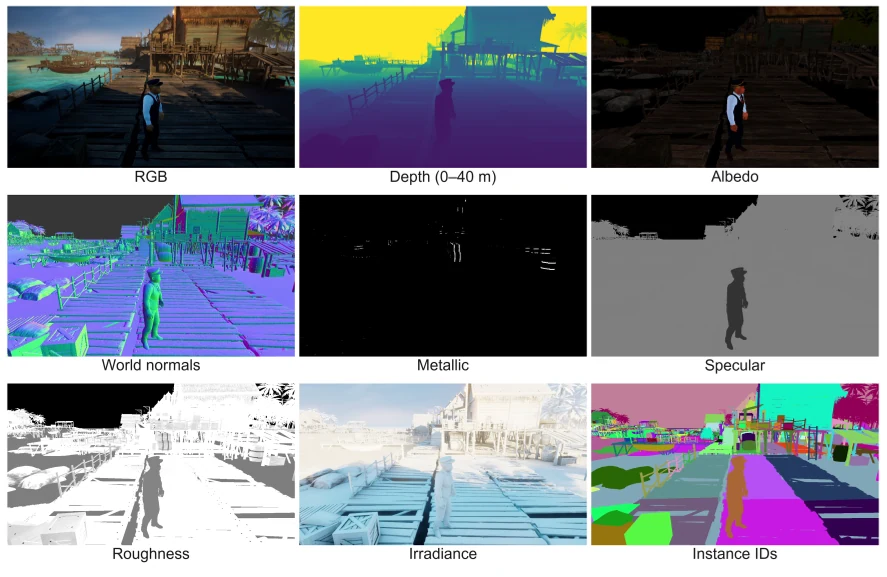 RGB
Depth (0–40 m)
Albedo
World normals
Metallic
Specular
Roughness
Irradiance
Instance IDs